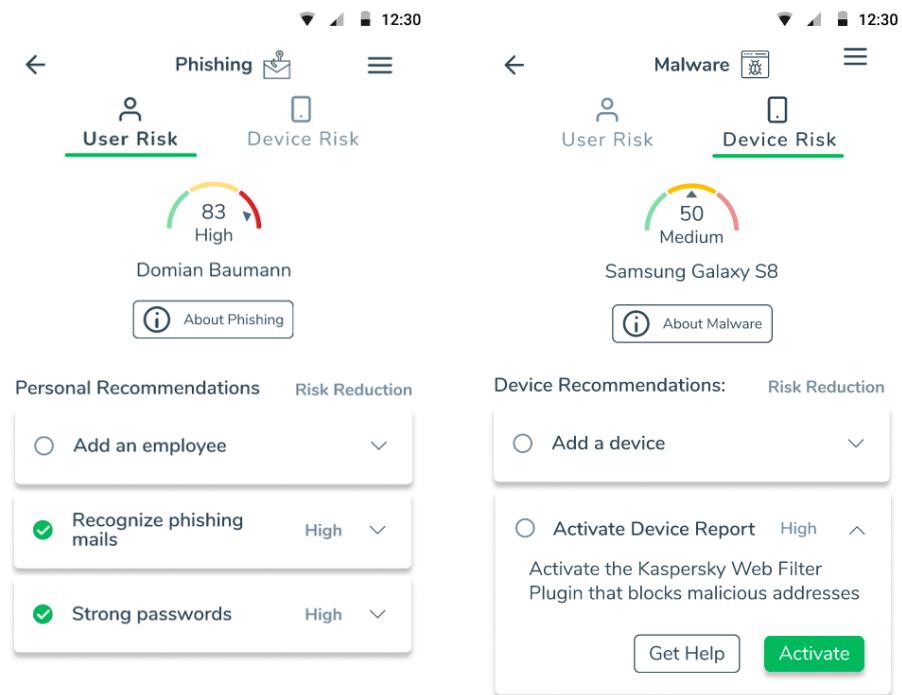 12:30
Phishing
User Risk
Device Risk
83
High
Domian Baumann
About Phishing
Personal Recommendations
Risk Reduction
Add an employee
Recognize phishing
mails
High
Strong passwords
High
12:30
Malware
User Risk
Device Risk
50
Medium
Samsung Galaxy S8
About Malware
Device Recommendations:
Risk Reduction
Add a device
Activate Device Report
High
Activate the Kaspersky Web Filter
Plugin that blocks malicious addresses
Get Help
Activate